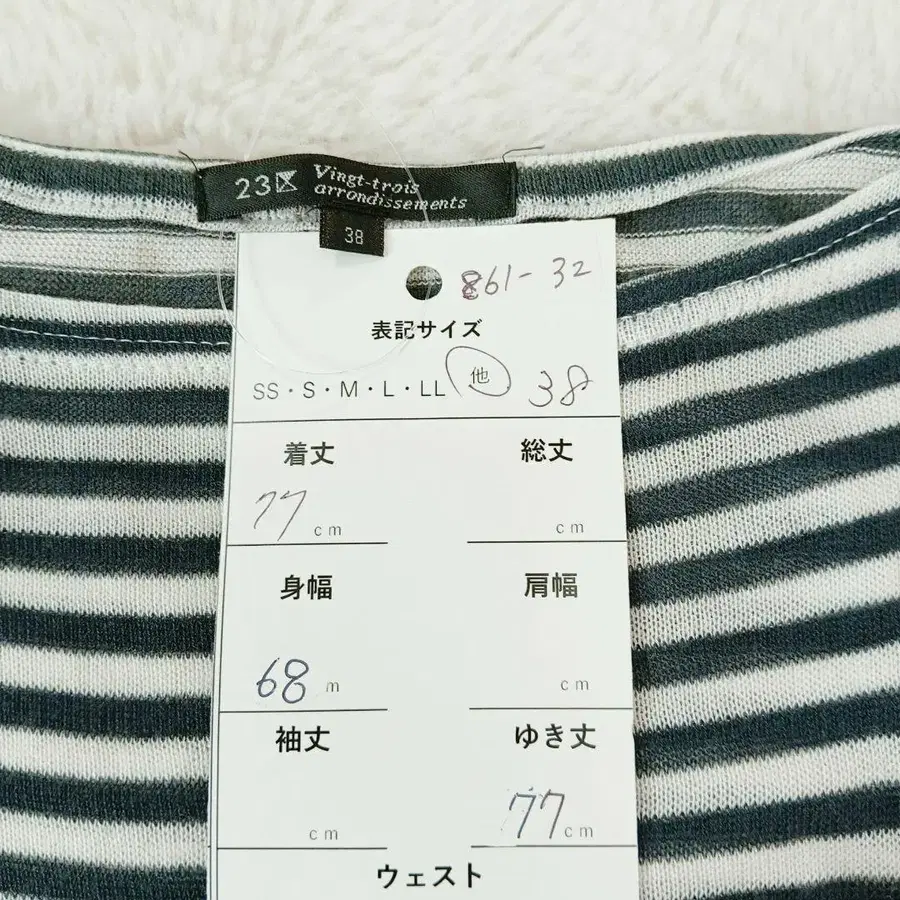 23区 Vingt-trois
arrondissements
38
861-32
表記サイズ
SS・S・M・L・LL 他 38
着丈 総丈
77 cm cm
身幅 肩幅
68 m cm
袖丈 ゆき丈
cm 77 cm
ウェスト